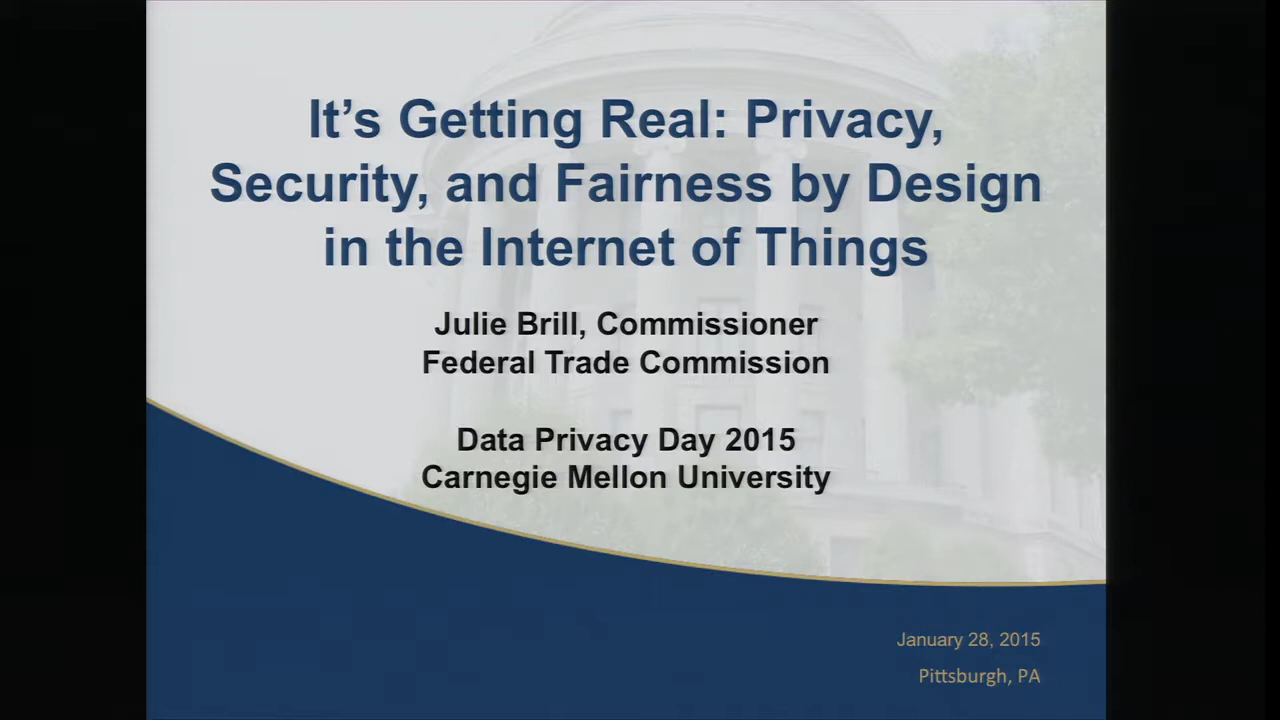 It's Getting Real: Privacy,
Security, and Fairness by Design
in the Internet of Things
Julie Brill, Commissioner
Federal Trade Commission
Data Privacy Day 2015
Carnegie Mellon University
January 28, 2015
Pittsburgh, PA